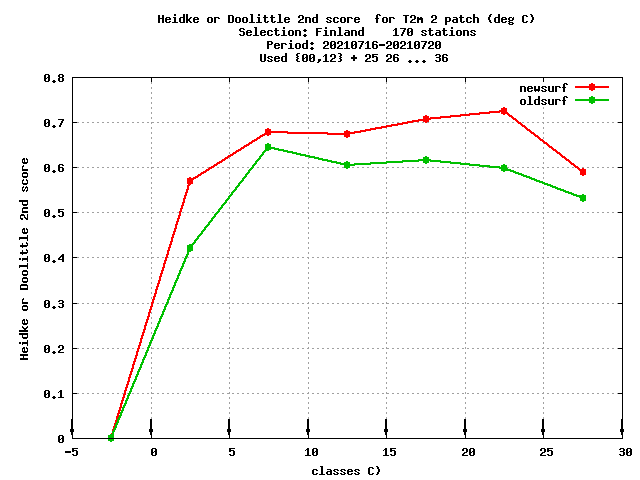 Heidke or Doolittle 2nd score  for T2m 2 patch (deg C)
Selection: Finland    170 stations
Period: 20210716-20210720
Used {00,12} + 25 26 ... 36
newsurf
oldsurf
0.8
0.7
0.6
0.5
0.4
0.3
0.2
0.1
0
Heidke or Doolittle 2nd score
-5 0 5 10 15 20 25 30
classes C)